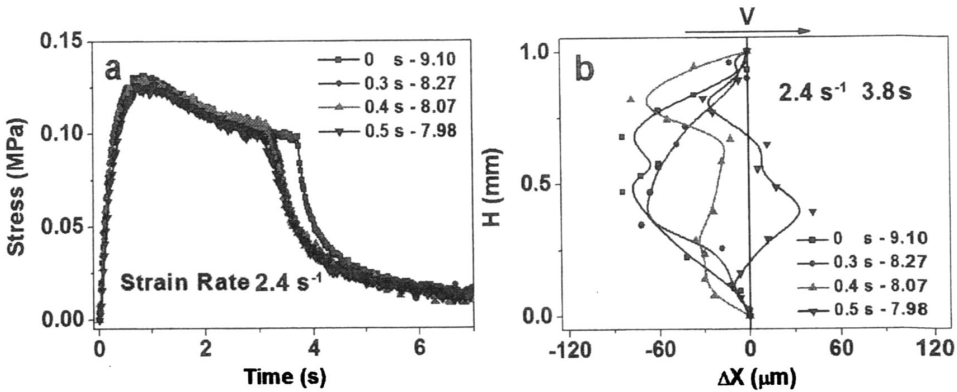 a
0 s - 9.10
0.3 s - 8.27
0.4 s - 8.07
0.5 s - 7.98
Strain Rate 2.4 s⁻¹
Stress (MPa)
0.15
0.10
0.05
0.00
0 2 4 6
Time (s)
V
b
2.4 s⁻¹ 3.8s
0 s - 9.10
0.3 s - 8.27
0.4 s - 8.07
0.5 s - 7.98
H (mm)
1.0
0.5
0.0
-120 -60 0 60 120
ΔX (μm)